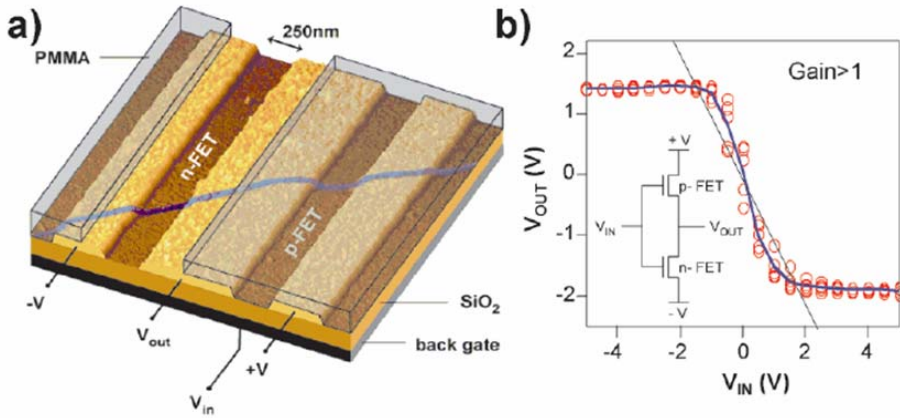 a)
250nm
PMMA
n-FET
p-FET
-V
Vout
+V
Vin
SiO2
back gate
b)
Gain>1
VOUT (V)
2
1
0
-1
-2
+V
p- FET
VIN
VOUT
n- FET
- V
-4
-2
0
2
4
VIN (V)